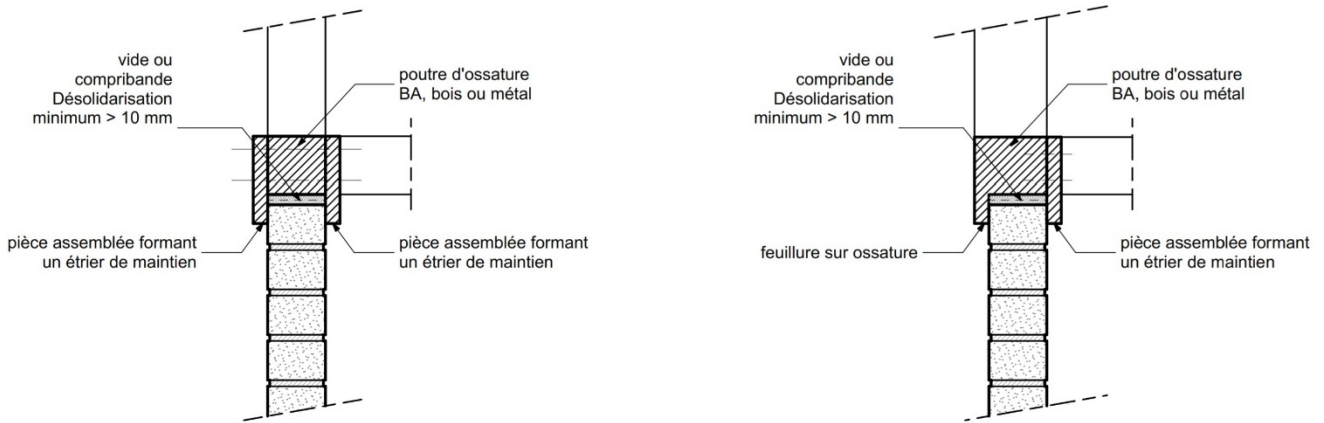 vide ou
compribande
Désolidarisation
minimum > 10 mm
poutre d'ossature
BA, bois ou métal
pièce assemblée formant
un étrier de maintien
pièce assemblée formant
un étrier de maintien
vide ou
compribande
Désolidarisation
minimum > 10 mm
poutre d'ossature
BA, bois ou métal
feuillure sur ossature
pièce assemblée formant
un étrier de maintien